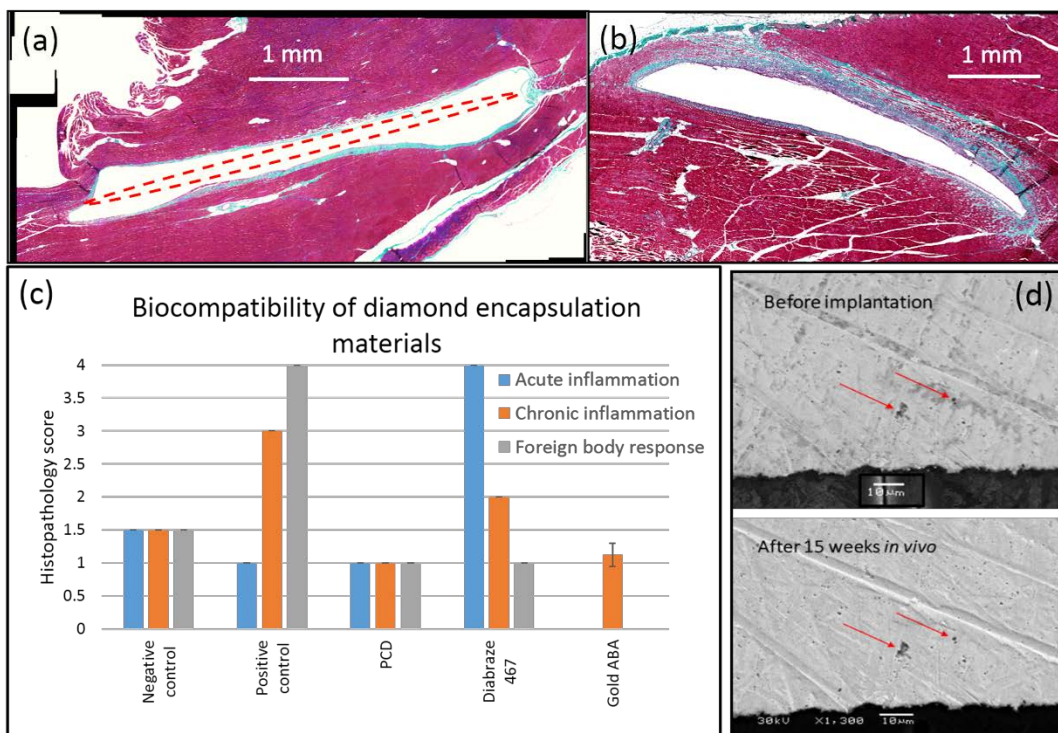 (a)
1 mm
(b)
1 mm
(c)
Biocompatibility of diamond encapsulation
materials
Histopathology score
4
3.5
3
2.5
2
1.5
1
0.5
0
Acute inflammation
Chronic inflammation
Foreign body response
Negative
control
Positive
control
PCD
Diabraze
467
Gold ABA
(d)
Before implantation
10µm
After 15 weeks in vivo
30kV X1,300 10µm